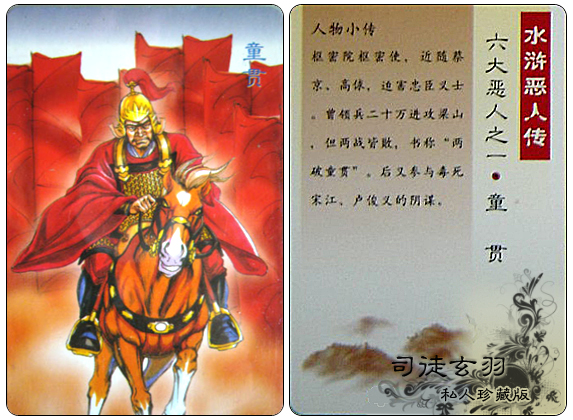 童贯
人物小传
枢密院枢密使，近随蔡
京、高俅，迫害忠臣义士
。曾领兵二十万进攻梁山
，但两战皆败，书称“两
破童贯”。后又参与毒死
宋江、卢俊义的阴谋。
水浒恶人传
六大恶人之一·童贯
司徒玄羽
私人珍藏版